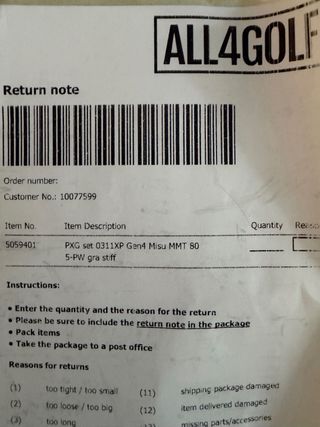 ALL4GOLF
Return note
Order number:
Customer No.: 10077599
Item No. Item Description Quantity
5059401 PXG set 0311XP Gen4 Misu MMT 80
5-PW gra stiff
Instructions:
• Enter the quantity and the reason for the return
• Please be sure to include the return note in the package
• Pack items
• Take the package to a post office
Reasons for returns
(1) too tight / too small (11) shipping package damaged
(2) too loose / too big (12) item delivered damaged
(3) too long (13) missing parts/accessories